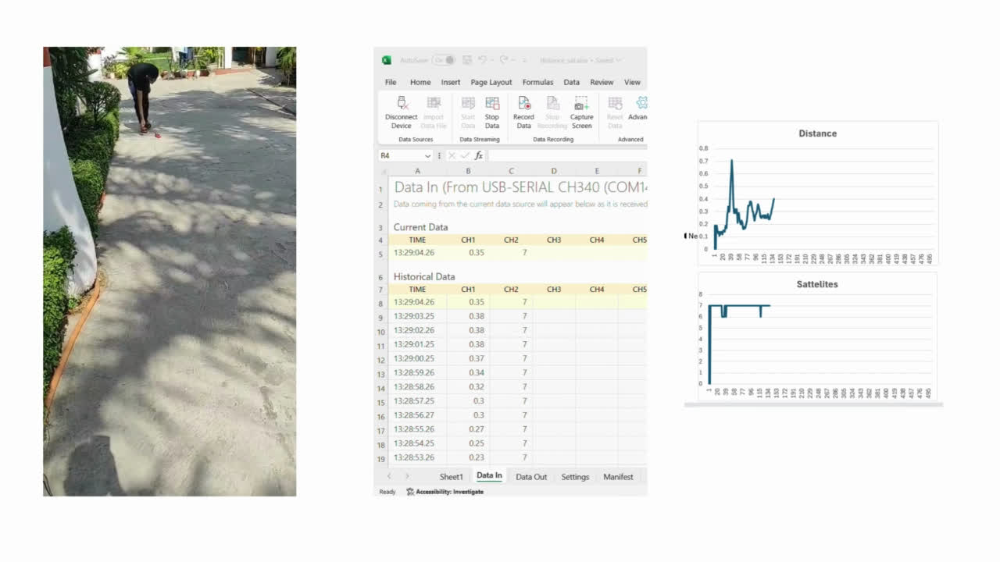 AutoSave On distance_sat.xlsx • Saved
File Home Insert Page Layout Formulas Data Review View
Disconnect Device Import Data File Start Data Stop Data Record Data Stop Recording Capture Screen Reset Data Advan
Data Sources Data Streaming Data Recording Advanced
R4 fx
A B C D E F
1 Data In (From USB-SERIAL CH340 (COM14
2 Data coming from the current data source will appear below as it is received
3 Current Data
4 TIME CH1 CH2 CH3 CH4 CH5
5 13:29:04.26 0.35 7
6 Historical Data
7 TIME CH1 CH2 CH3 CH4 CH5
8 13:29:04.26 0.35 7
9 13:29:03.25 0.38 7
10 13:29:02.26 0.38 7
11 13:29:01.25 0.38 7
12 13:29:00.25 0.37 7
13 13:28:59.26 0.34 7
14 13:28:58.26 0.32 7
15 13:28:57.25 0.3 7
16 13:28:56.27 0.3 7
17 13:28:55.26 0.27 7
18 13:28:54.25 0.25 7
19 13:28:53.26 0.23 7
Sheet1 Data In Data Out Settings Manifest
Ready Accessibility: Investigate
Distance
0.8
0.7
0.6
0.5
0.4
0.3
0.2
Ne 0.1
0
1 20 39 58 77 96 115 134 153 172 191 210 229 248 267 286 305 324 343 362 381 400 419 438 457 476 495
Sattelites
8
7
6
5
4
3
2
1
0
1 20 39 58 77 96 115 134 153 172 191 210 229 248 267 286 305 324 343 362 381 400 419 438 457 476 495